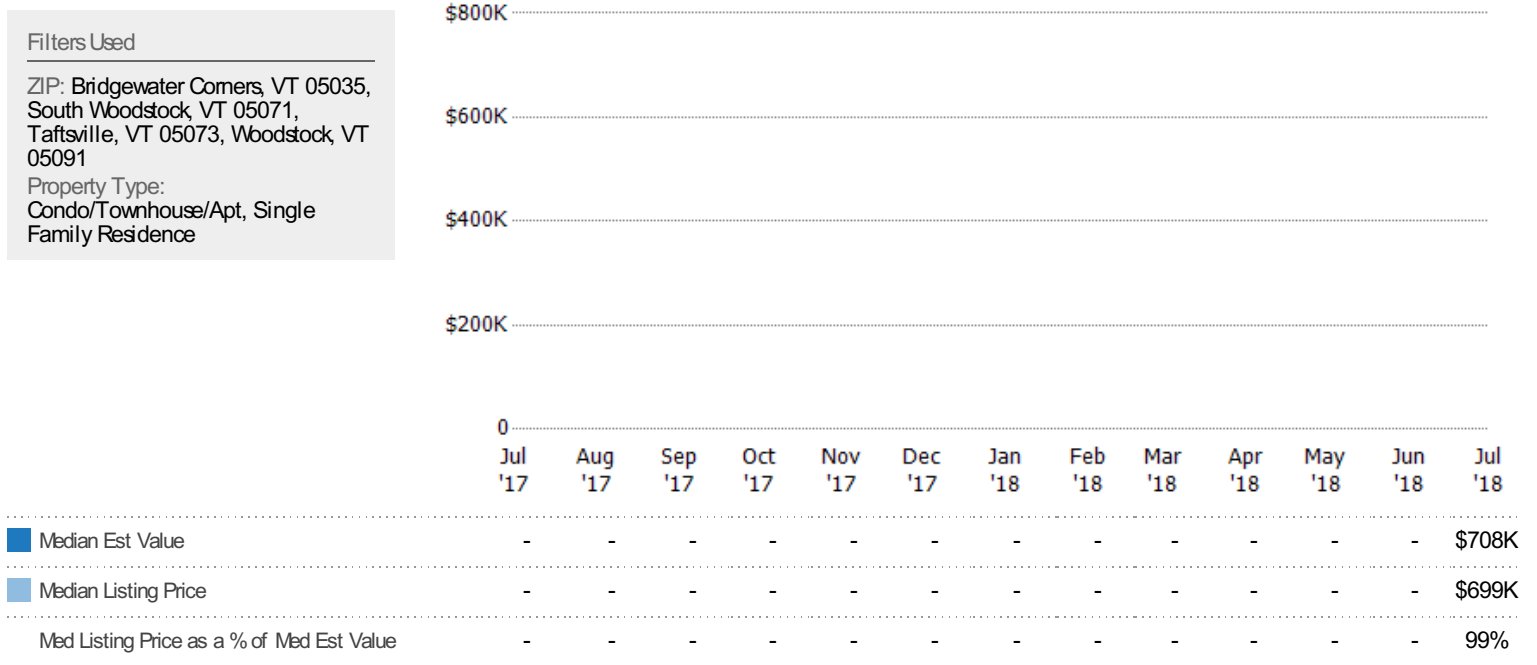 Filters Used
ZIP: Bridgewater Corners, VT 05035,
South Woodstock, VT 05071,
Taftsville, VT 05073, Woodstock, VT
05091
Property Type:
Condo/Townhouse/Apt, Single
Family Residence
$800K
$600K
$400K
$200K
0
Jul Aug Sep Oct Nov Dec Jan Feb Mar Apr May Jun Jul
'17 '17 '17 '17 '17 '17 '18 '18 '18 '18 '18 '18 '18
Median Est Value - - - - - - - - - - - - $708K
Median Listing Price - - - - - - - - - - - - $699K
Med Listing Price as a % of Med Est Value - - - - - - - - - - - - 99%